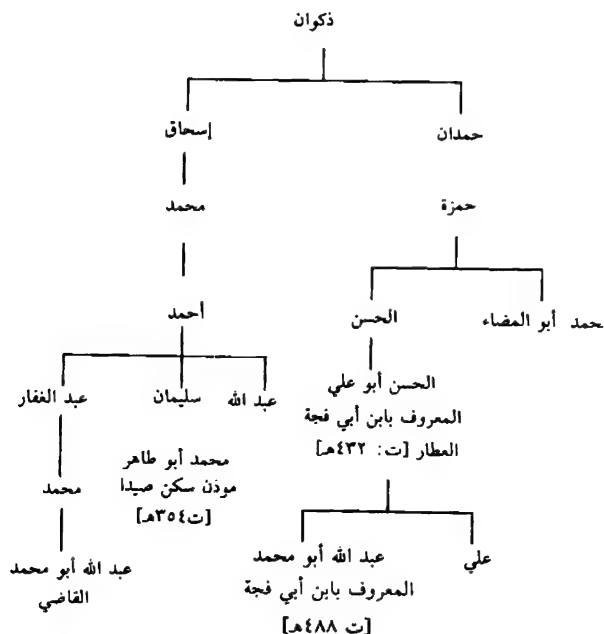 ذكوان
حمدان
إسحاق
حمزة
محمد
محمد أبو المضاء
الحسن
أحمد
الحسن أبو علي
المعروف بابن أبي فجة
العطار [ت: ٤٣٢هـ]
عبد الله
سليمان
عبد الغفار
محمد أبو طاهر
موذن سكن صيدا
[ت٣٥٤هـ]
محمد
علي
عبد الله أبو محمد
المعروف بابن أبي فجة
[ت ٤٨٨هـ]
عبد الله أبو محمد
القاضي